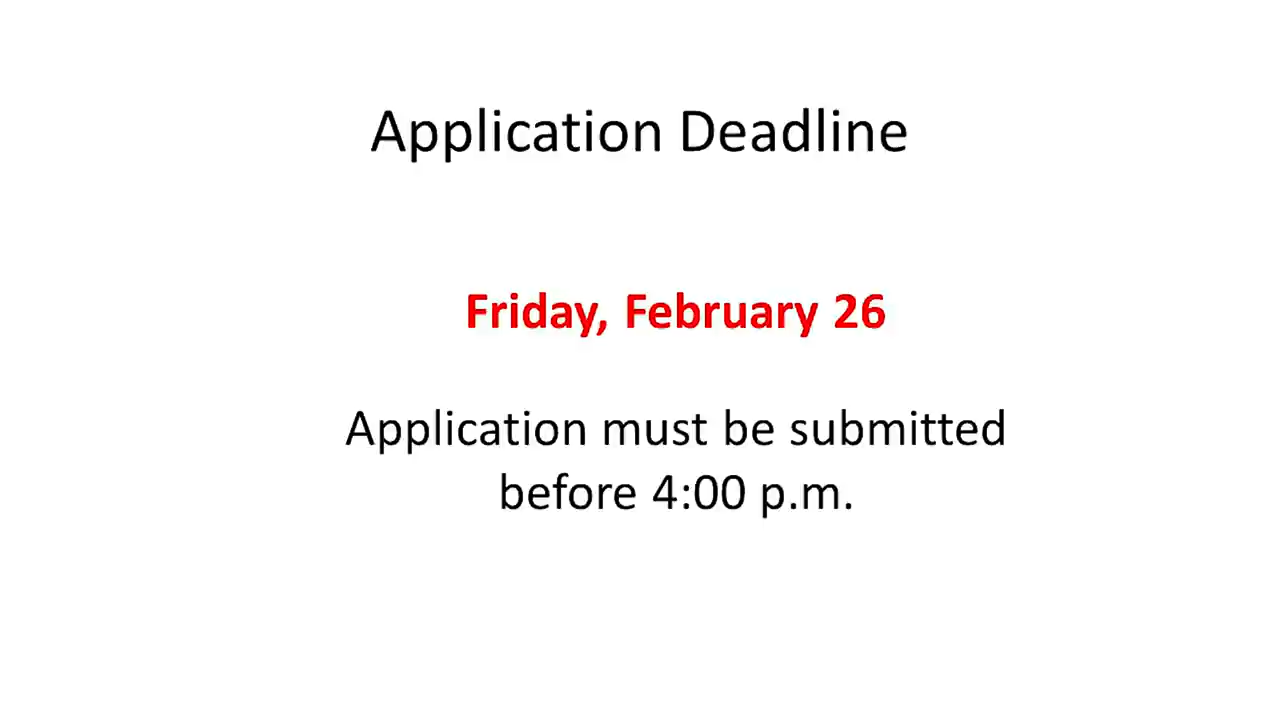 Application Deadline
Friday, February 26
Application must be submitted
before 4:00 p.m.